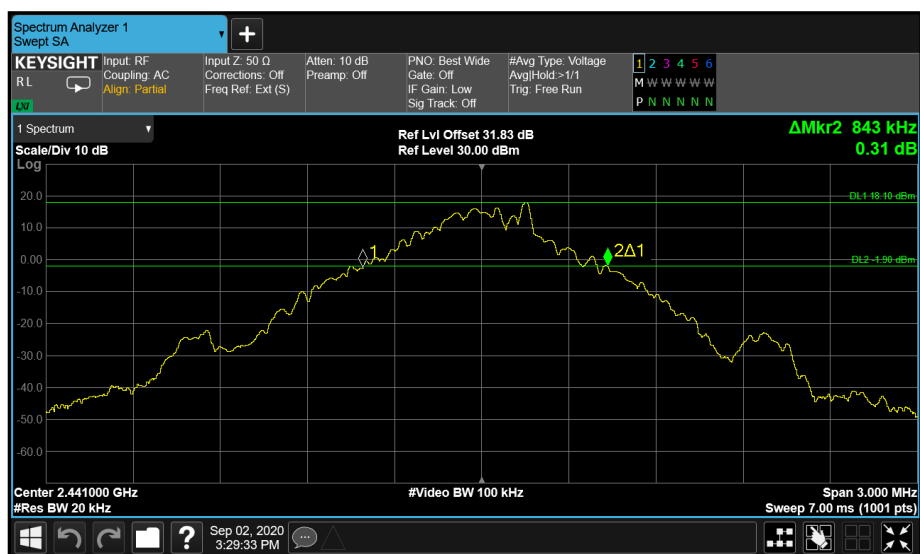 Spectrum Analyzer 1
Swept SA
+
KEYSIGHT
RL
LXI
Input: RF
Coupling: AC
Align: Partial
Input Z: 50 Ω
Corrections: Off
Freq Ref: Ext (S)
Atten: 10 dB
Preamp: Off
PNO: Best Wide
Gate: Off
IF Gain: Low
Sig Track: Off
#Avg Type: Voltage
Avg|Hold:>1/1
Trig: Free Run
1 2 3 4 5 6
M W W W W W
P N N N N N
1 Spectrum
Scale/Div 10 dB
Ref Lvl Offset 31.83 dB
Ref Level 30.00 dBm
ΔMkr2 843 kHz
0.31 dB
Log
20.0
DL1 18.10 dBm
10.0
1
2Δ1
0.00
DL2 -1.90 dBm
-10.0
-20.0
-30.0
-40.0
-50.0
-60.0
Center 2.441000 GHz
#Video BW 100 kHz
Span 3.000 MHz
#Res BW 20 kHz
Sweep 7.00 ms (1001 pts)
?
Sep 02, 2020
3:29:33 PM